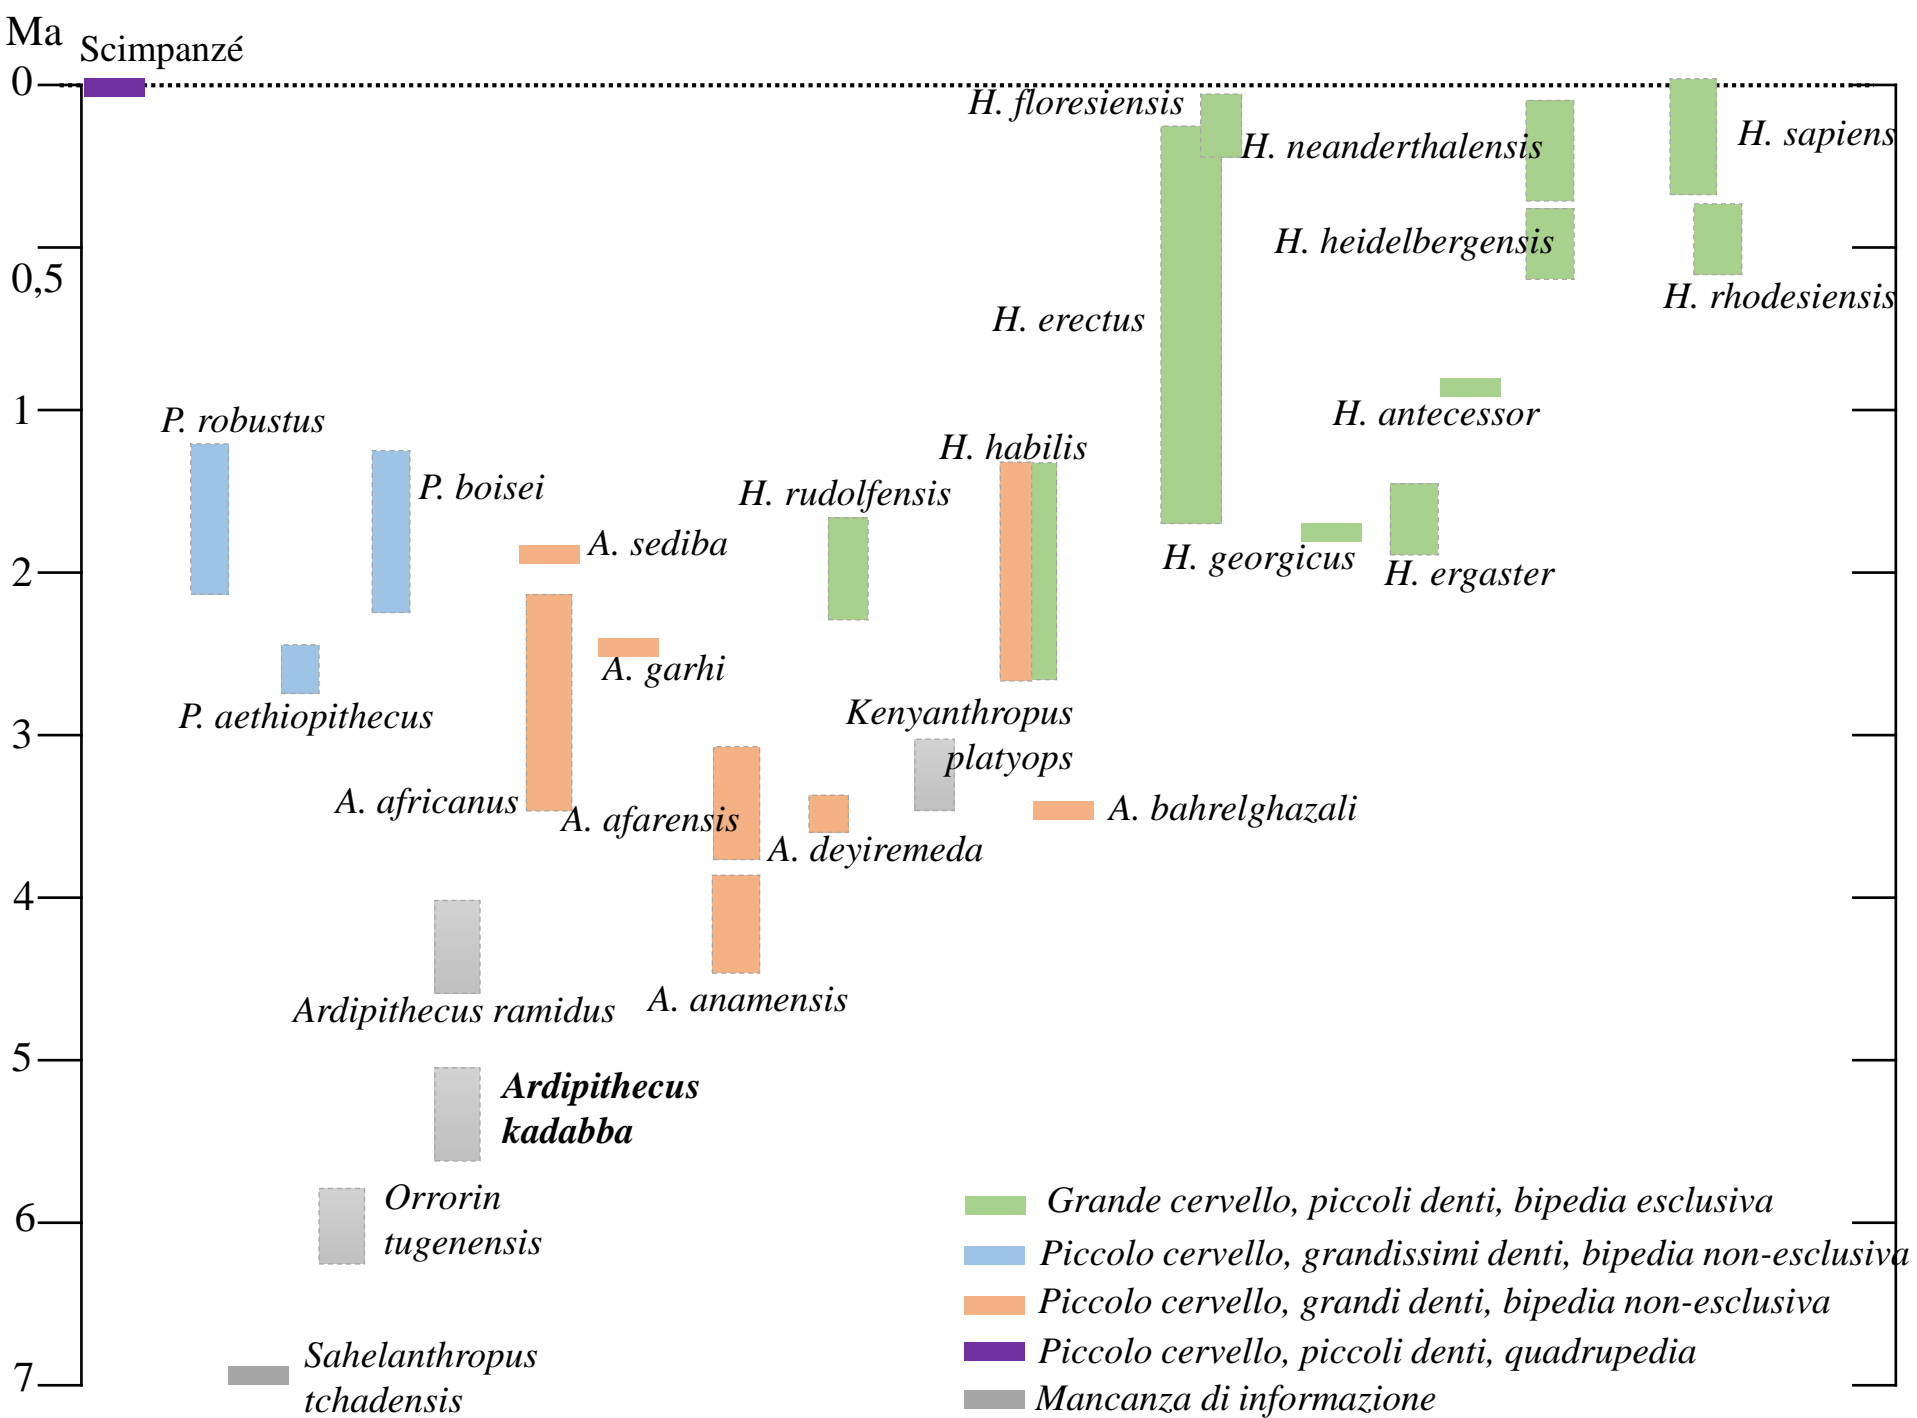 Ma
Scimpanzé
0
H. floresiensis
H. neanderthalensis
H. sapiens
H. heidelbergensis
0,5
H. rhodesiensis
H. erectus
1
H. antecessor
P. robustus
H. habilis
P. boisei
H. rudolfensis
A. sediba
H. georgicus
2
H. ergaster
A. garhi
P. aethiopithecus
Kenyanthropus
platyops
3
A. africanus
A. afarensis
A. bahrelghazali
A. deyiremeda
4
Ardipithecus ramidus
A. anamensis
5
Ardipithecus
kadabba
Orrorin
tugenensis
6
Grande cervello, piccoli denti, bipedia esclusiva
Piccolo cervello, grandissimi denti, bipedia non-esclusiva
Piccolo cervello, grandi denti, bipedia non-esclusiva
Piccolo cervello, piccoli denti, quadrupedia
Mancanza di informazione
Sahelanthropus
tchadensis
7